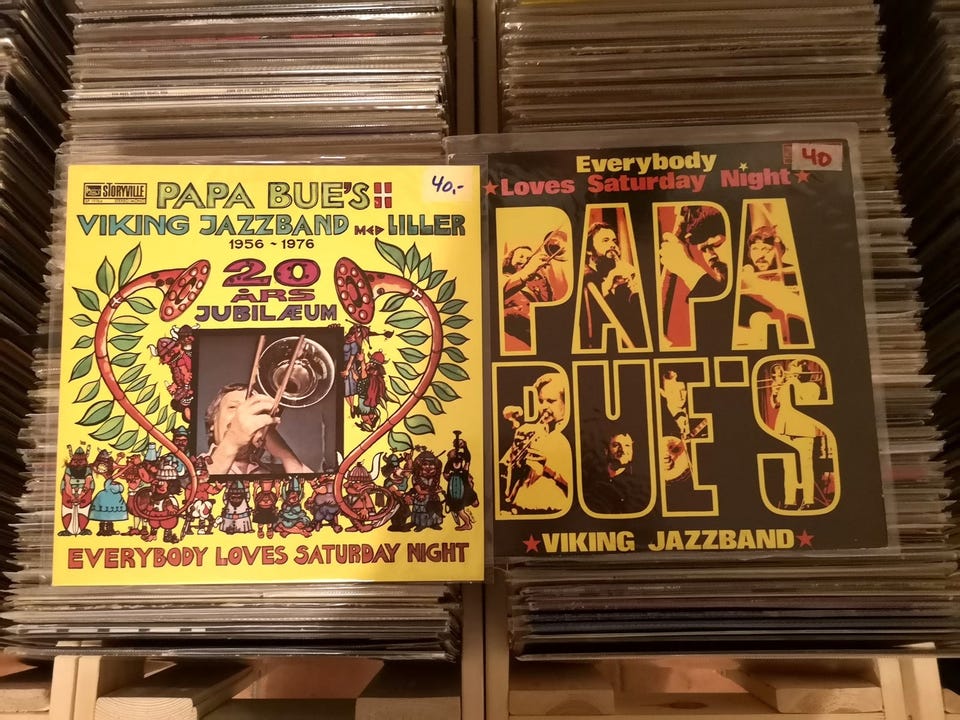 STORYVILLE
PAPA BUE'S
VIKING JAZZBAND MED LILLER
1956 - 1976
20
ÅRS
JUBILÆUM
EVERYBODY LOVES SATURDAY NIGHT
40,-
Everybody
Loves Saturday Night
40
PAPA
BUE'S
VIKING JAZZBAND